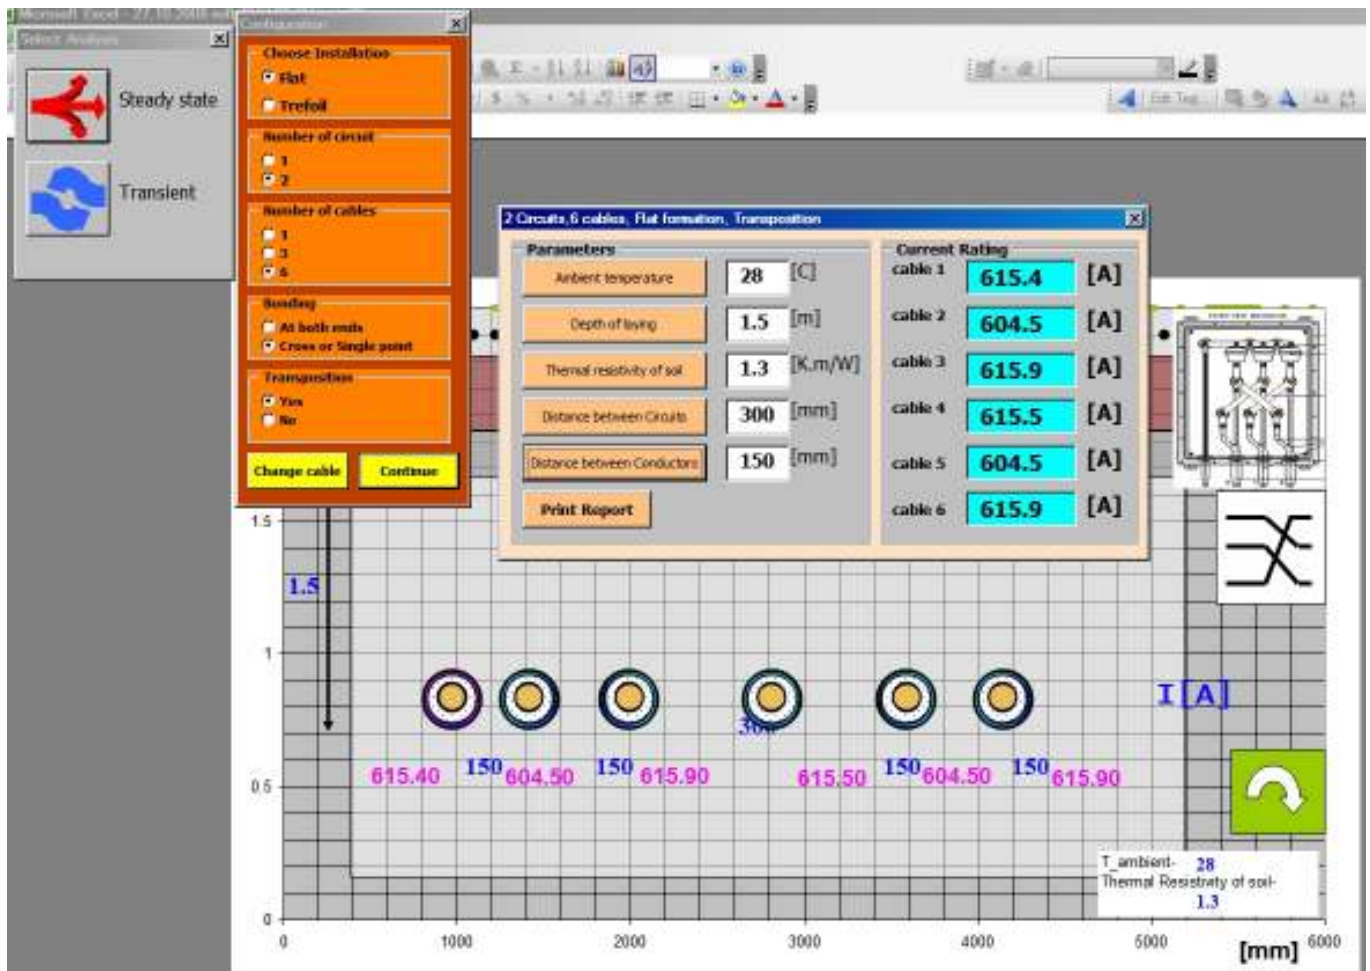 Microsoft Excel - 27.10.2008
Select Analysis
Steady state
Transient
Configuration
Choose Installation
Flat
Trefoil
Number of circuit
1
2
Number of cables
1
3
6
Bonding
At both ends
Cross or Single point
Transposition
Yes
No
Change cable
Continue
2 Circuits,6 cables, Flat formation, Transposition
Parameters
Ambient temperature 28 [C]
Depth of laying 1.5 [m]
Thermal resistivity of soil 1.3 [K.m/W]
Distance between Circuits 300 [mm]
Distance between Conductors 150 [mm]
Print Report
Current Rating
cable 1 615.4 [A]
cable 2 604.5 [A]
cable 3 615.9 [A]
cable 4 615.5 [A]
cable 5 604.5 [A]
cable 6 615.9 [A]
1.5
1.5
1
I[A]
300
615.40 150 604.50 150 615.90 615.50 150 604.50 150 615.90
0.5
T_ambient- 28
Thermal Resistivity of soil-
1.3
0
0 1000 2000 3000 4000 5000 6000
[mm]